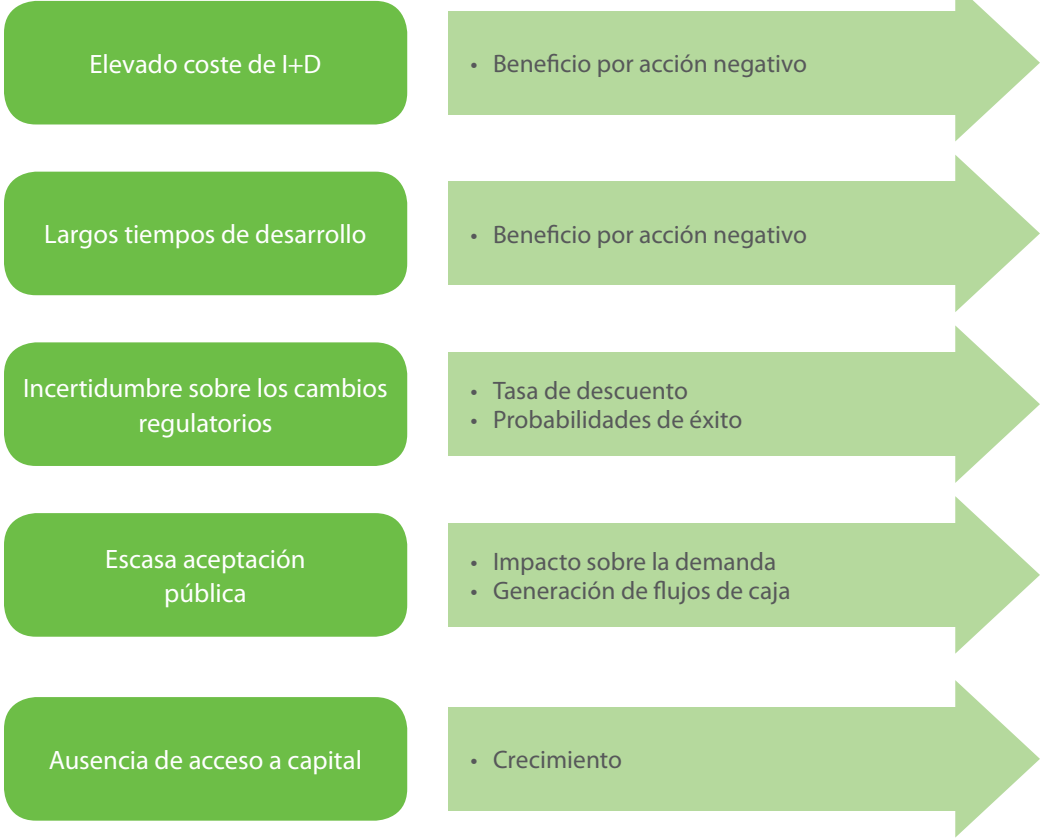 Elevado coste de I+D
• Beneficio por acción negativo
Largos tiempos de desarrollo
• Beneficio por acción negativo
Incertidumbre sobre los cambios
regulatorios
• Tasa de descuento
• Probabilidades de éxito
Escasa aceptación
pública
• Impacto sobre la demanda
• Generación de flujos de caja
Ausencia de acceso a capital
• Crecimiento